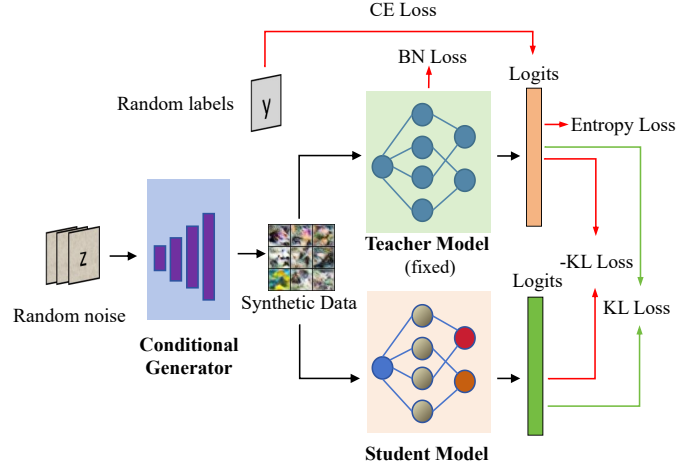 CE Loss
BN Loss
Logits
Random labels
y
Entropy Loss
z
Teacher Model
(fixed)
-KL Loss
Logits
Random noise
Synthetic Data
KL Loss
Conditional
Generator
Student Model